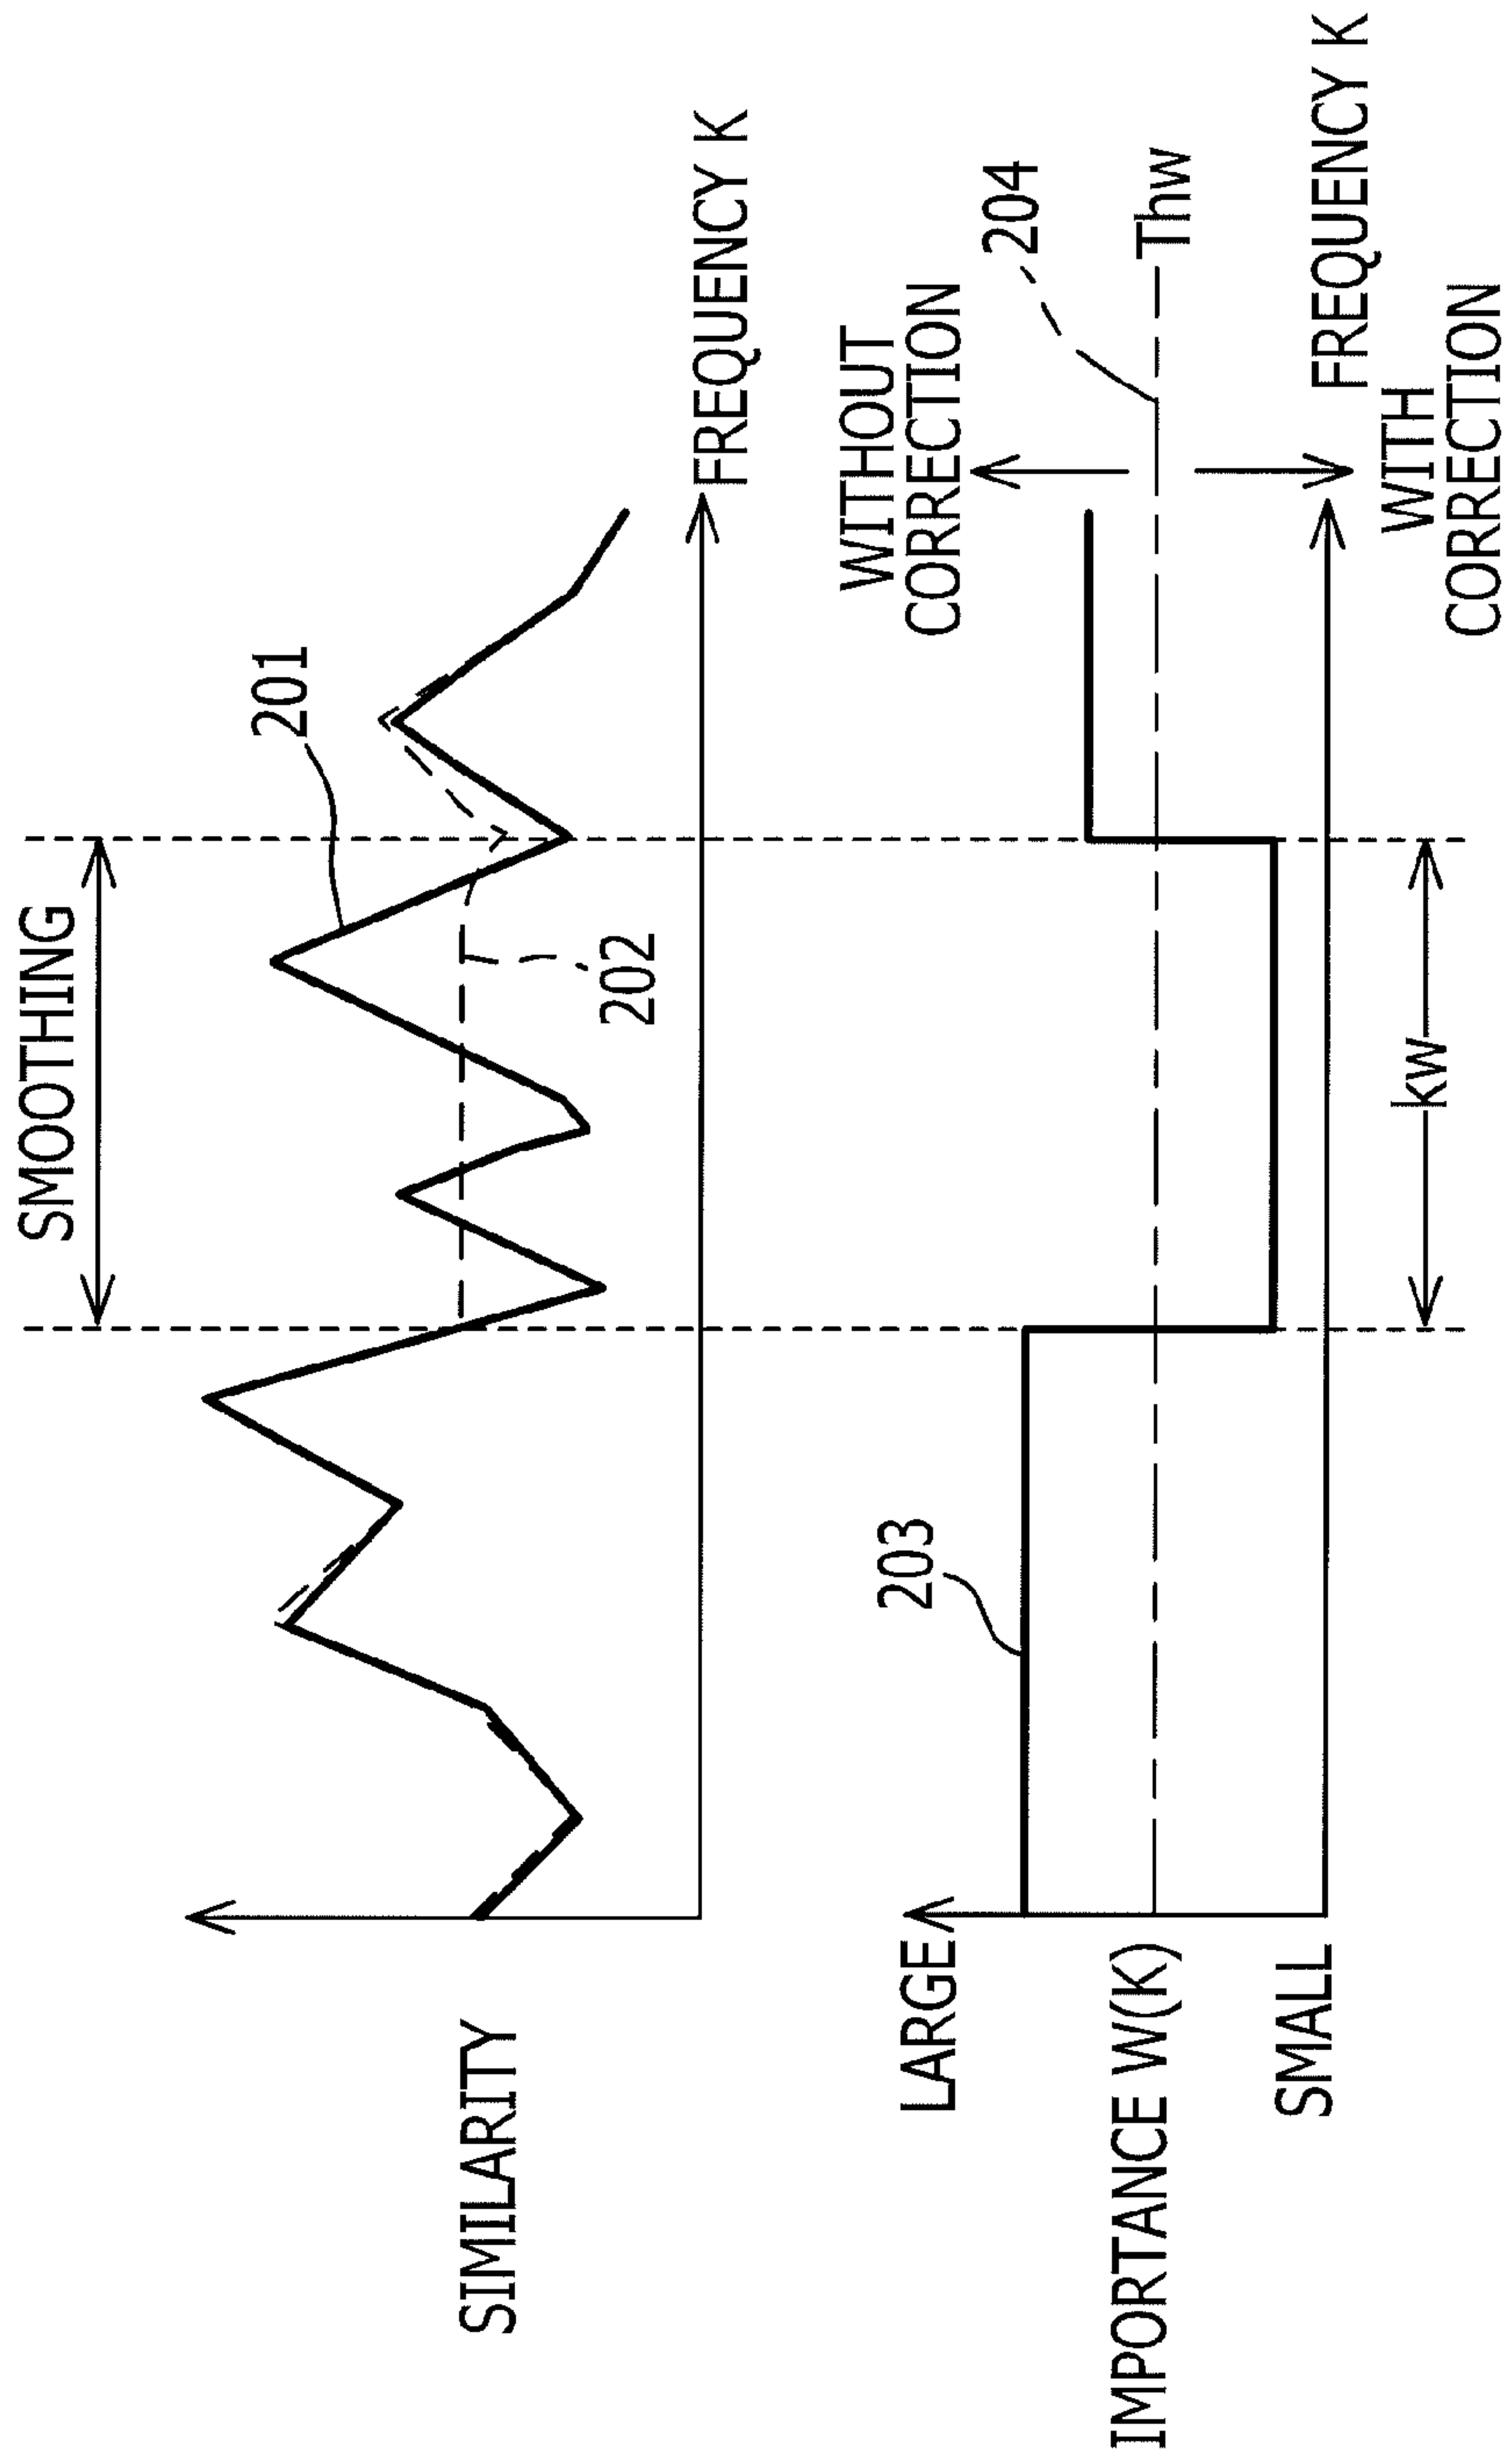 SMOOTHING
201
202
SIMILARITY
FREQUENCY K
WITHOUT
CORRECTION
204
203
LARGE
Thw
IMPORTANCE W(K)
SMALL
FREQUENCY K
WITH
CORRECTION
kw